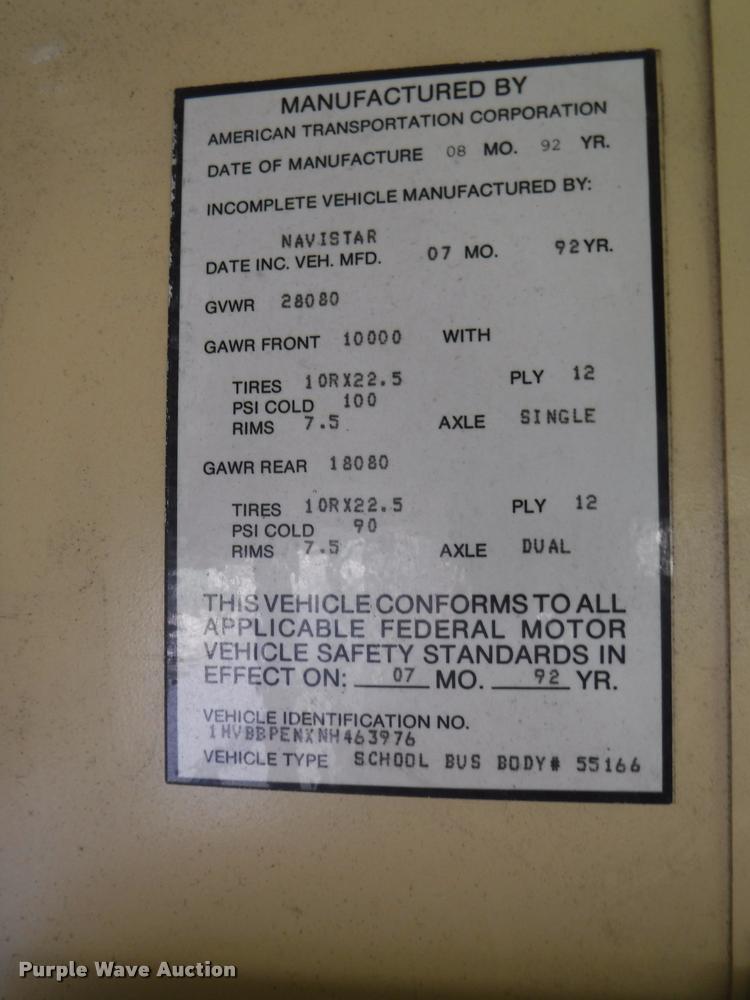 MANUFACTURED BY
AMERICAN TRANSPORTATION CORPORATION
DATE OF MANUFACTURE 08 MO. 92 YR.
INCOMPLETE VEHICLE MANUFACTURED BY:
NAVISTAR
DATE INC. VEH. MFD. 07 MO. 92 YR.
GVWR 28080
GAWR FRONT 10000 WITH
TIRES 10RX22.5 PLY 12
PSI COLD 100
RIMS 7.5 AXLE SINGLE
GAWR REAR 18080
TIRES 10RX22.5 PLY 12
PSI COLD 90
RIMS 7.5 AXLE DUAL
THIS VEHICLE CONFORMS TO ALL
APPLICABLE FEDERAL MOTOR
VEHICLE SAFETY STANDARDS IN
EFFECT ON: 07 MO. 92 YR.
VEHICLE IDENTIFICATION NO.
1HVBBPENXNH463976
VEHICLE TYPE SCHOOL BUS BODY# 55166
Purple Wave Auction